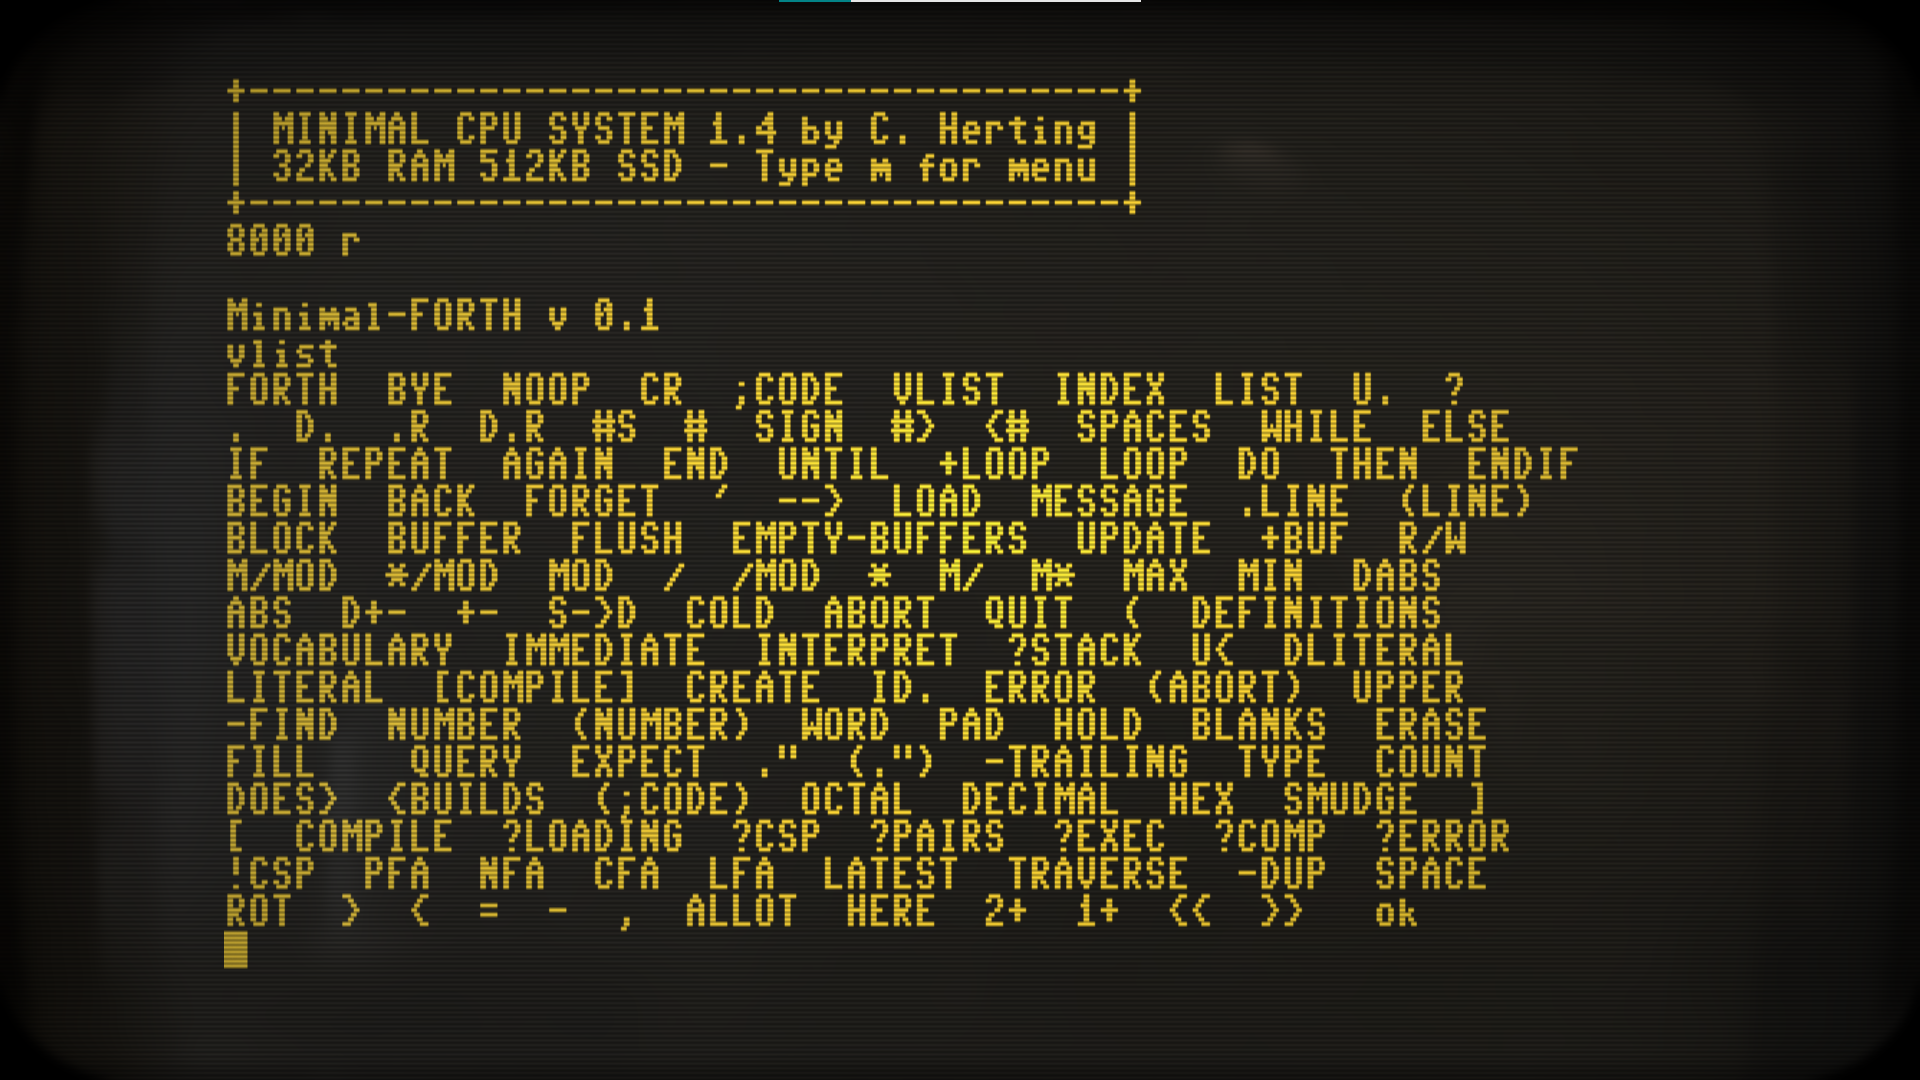 +--------------------------------------+
| MINIMAL CPU SYSTEM 1.4 by C. Herting |
| 32KB RAM 512KB SSD - Type m for menu |
+--------------------------------------+
8000 r
Minimal-FORTH v 0.1
vlist
FORTH  BYE  NOOP  CR  ;CODE  VLIST  INDEX  LIST  U.  ?
.  D.  .R  D.R  #S  #  SIGN  #>  <#  SPACES  WHILE  ELSE
IF  REPEAT  AGAIN  END  UNTIL  +LOOP  LOOP  DO  THEN  ENDIF
BEGIN  BACK  FORGET  '  -->  LOAD  MESSAGE  .LINE  (LINE)
BLOCK  BUFFER  FLUSH  EMPTY-BUFFERS  UPDATE  +BUF  R/W
M/MOD  */MOD  MOD  /  /MOD  *  M/  M*  MAX  MIN  DABS
ABS  D+-  +-  S->D  COLD  ABORT  QUIT  (  DEFINITIONS
VOCABULARY  IMMEDIATE  INTERPRET  ?STACK  U<  DLITERAL
LITERAL  [COMPILE]  CREATE  ID.  ERROR  (ABORT)  UPPER
-FIND  NUMBER  (NUMBER)  WORD  PAD  HOLD  BLANKS  ERASE
FILL    QUERY  EXPECT  ."  (.")  -TRAILING  TYPE  COUNT
DOES>  <BUILDS  (;CODE)  OCTAL  DECIMAL  HEX  SMUDGE  ]
[  COMPILE  ?LOADING  ?CSP  ?PAIRS  ?EXEC  ?COMP  ?ERROR
!CSP  PFA  NFA  CFA  LFA  LATEST  TRAVERSE  -DUP  SPACE
ROT  >  <  =  -  ,  ALLOT  HERE  2+  1+  <<  >>   ok